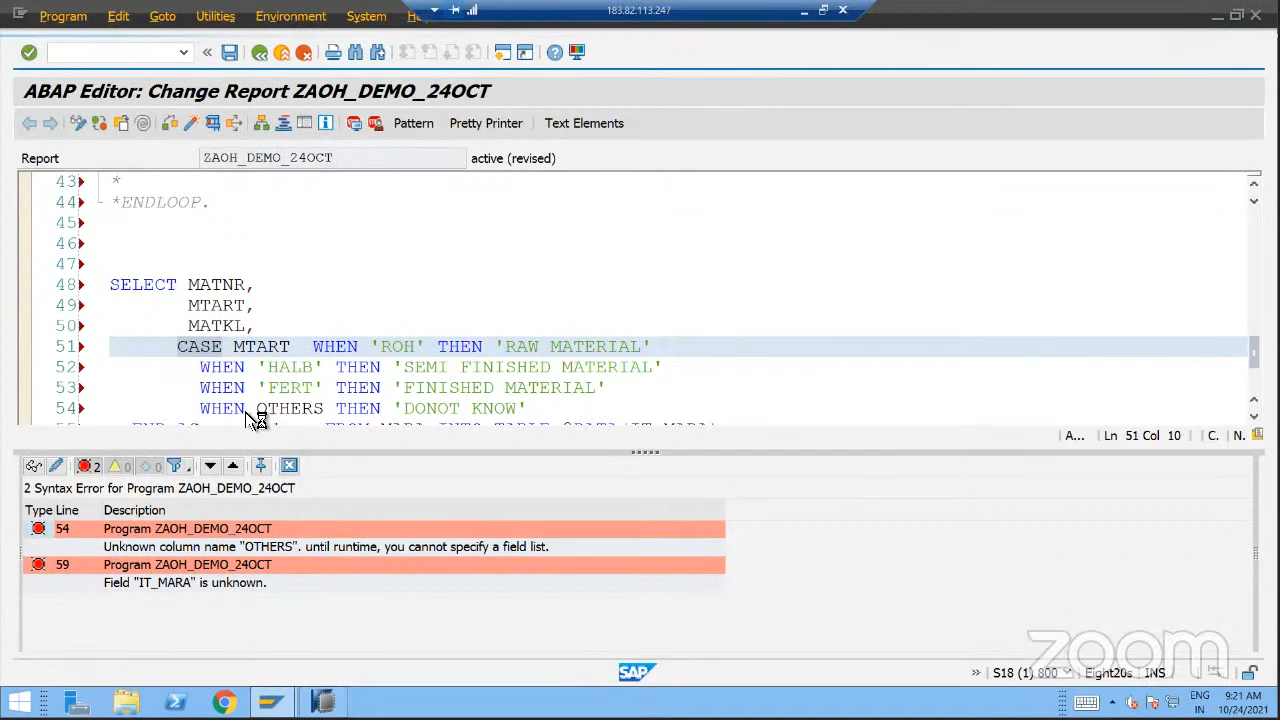 Program Edit Goto Utilities Environment System
183.82.113.247
ABAP Editor: Change Report ZAOH_DEMO_24OCT
Pattern Pretty Printer Text Elements
Report ZAOH_DEMO_24OCT active (revised)
43 *
44 *ENDLOOP.
45
46
47
48 SELECT MATNR,
49 MTART,
50 MATKL,
51 CASE MTART WHEN 'ROH' THEN 'RAW MATERIAL'
52 WHEN 'HALB' THEN 'SEMI FINISHED MATERIAL'
53 WHEN 'FERT' THEN 'FINISHED MATERIAL'
54 WHEN OTHERS THEN 'DONOT KNOW'
A... Ln 51 Col 10 C. N.
2 0 0
2 Syntax Error for Program ZAOH_DEMO_24OCT
Type Line Description
54 Program ZAOH_DEMO_24OCT
Unknown column name "OTHERS". until runtime, you cannot specify a field list.
59 Program ZAOH_DEMO_24OCT
Field "IT_MARA" is unknown.
zoom
SAP
S18 (1) 800 Eight20s INS
ENG 9:21 AM
IN 10/24/2021